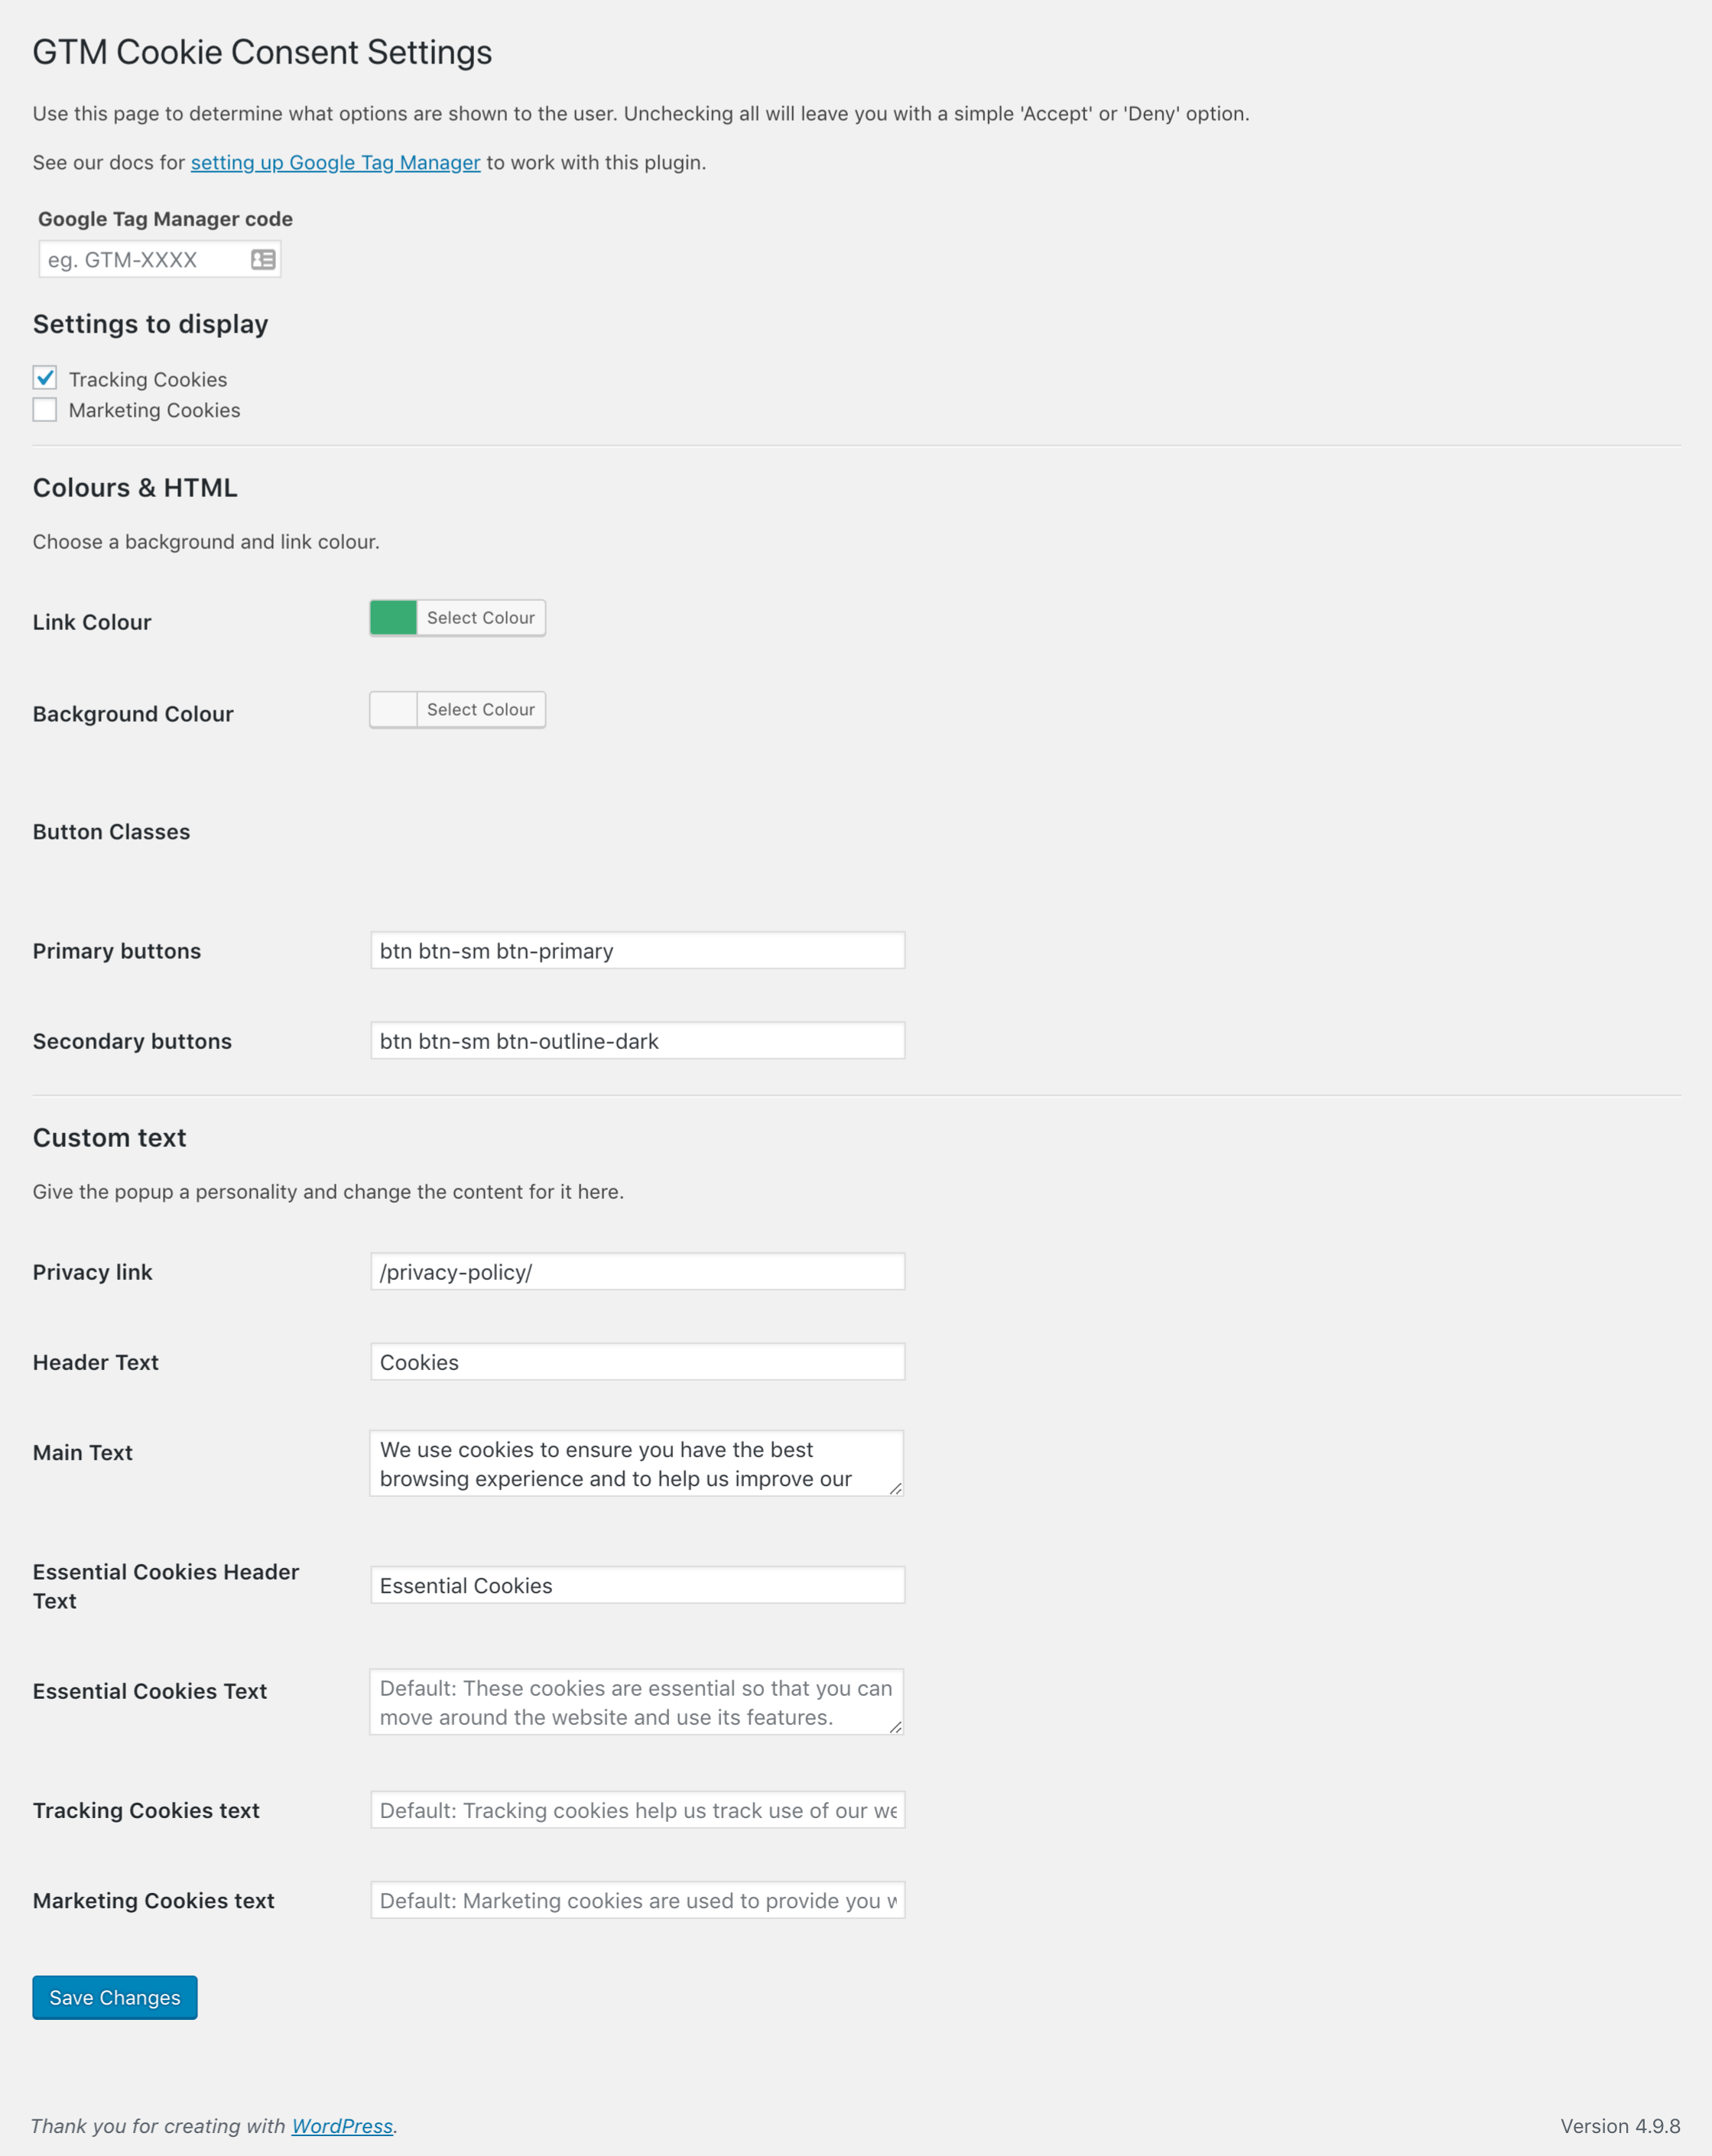 GTM Cookie Consent Settings
Use this page to determine what options are shown to the user. Unchecking all will leave you with a simple 'Accept' or 'Deny' option.
See our docs for setting up Google Tag Manager to work with this plugin.
Google Tag Manager code
eg. GTM-XXXX
Settings to display
Tracking Cookies
Marketing Cookies
Colours & HTML
Choose a background and link colour.
Link Colour
Select Colour
Background Colour
Select Colour
Button Classes
Primary buttons
btn btn-sm btn-primary
Secondary buttons
btn btn-sm btn-outline-dark
Custom text
Give the popup a personality and change the content for it here.
Privacy link
/privacy-policy/
Header Text
Cookies
Main Text
We use cookies to ensure you have the best
browsing experience and to help us improve our
Essential Cookies Header
Text
Essential Cookies
Essential Cookies Text
Default: These cookies are essential so that you can
move around the website and use its features.
Tracking Cookies text
Default: Tracking cookies help us track use of our we
Marketing Cookies text
Default: Marketing cookies are used to provide you w
Save Changes
Thank you for creating with WordPress.
Version 4.9.8